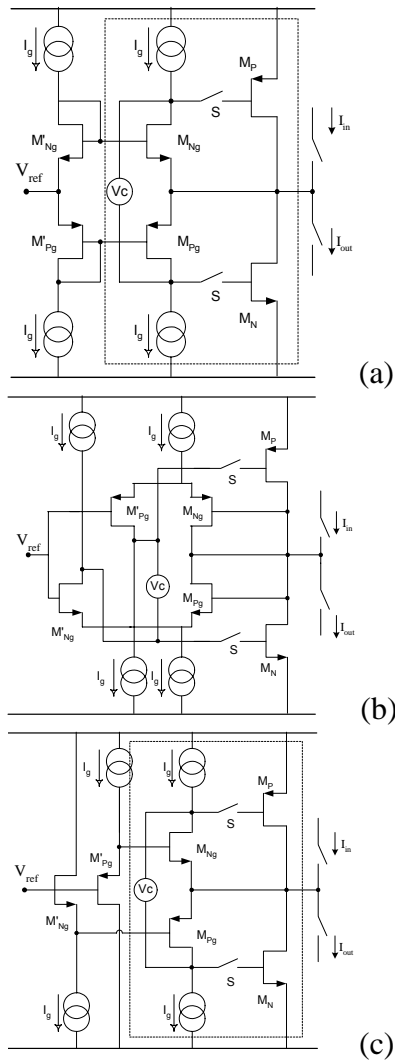 I_g I_g
M_P
S
I_in
M'_Ng M_Ng
V_ref
Vc
I_out
M'_Pg M_Pg
S
I_g I_g
M_N
(a)
I_g I_g
M_P
S
M'_Pg M_Ng
I_in
V_ref
Vc
M_Pg
M'_Ng
S
I_out
I_g I_g
M_N
(b)
I_g I_g
M_P
S
I_in
M'_Pg M_Ng
V_ref
Vc
M'_Ng
M_Pg
I_out
S
I_g I_g
M_N
(c)